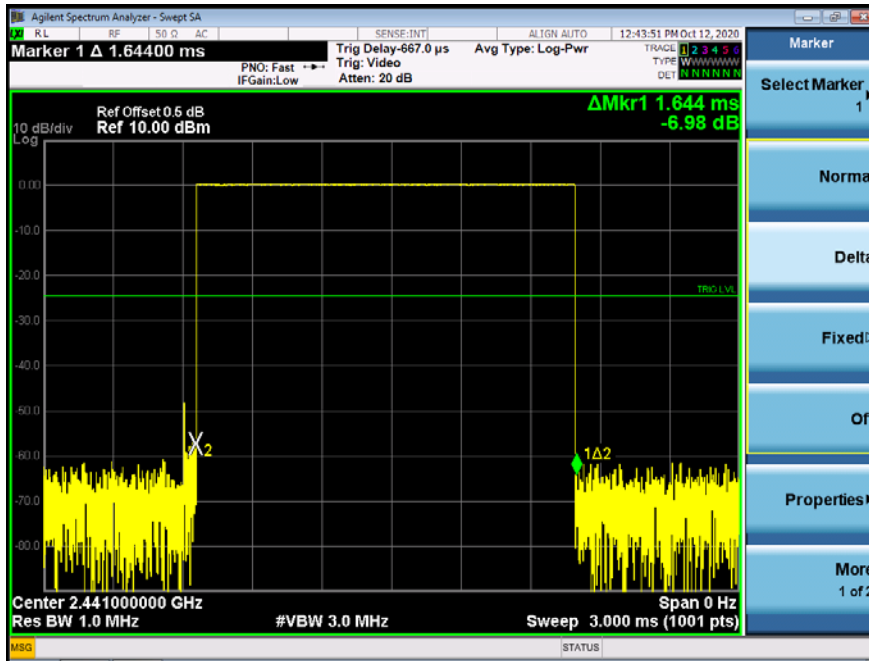 Agilent Spectrum Analyzer - Swept SA
RL RF 50 Ω AC SENSE:INT ALIGN AUTO 12:43:51 PM Oct 12, 2020
Marker 1 Δ 1.64400 ms
PNO: Fast
IFGain:Low
Trig Delay-667.0 µs
Trig: Video
Atten: 20 dB
Avg Type: Log-Pwr
TRACE 1 2 3 4 5 6
TYPE WWWWWW
DET N N N N N N
Marker
Select Marker
1
Norma
Delta
Fixed
Of
Properties
More
1 of 2
ΔMkr1 1.644 ms
-6.98 dB
Ref Offset 0.5 dB
10 dB/div Ref 10.00 dBm
Log
0.00
-10.0
-20.0
TRIG LVL
-30.0
-40.0
-50.0
-60.0
-70.0
-80.0
X2
1Δ2
Center 2.441000000 GHz Span 0 Hz
Res BW 1.0 MHz #VBW 3.0 MHz Sweep 3.000 ms (1001 pts)
MSG STATUS